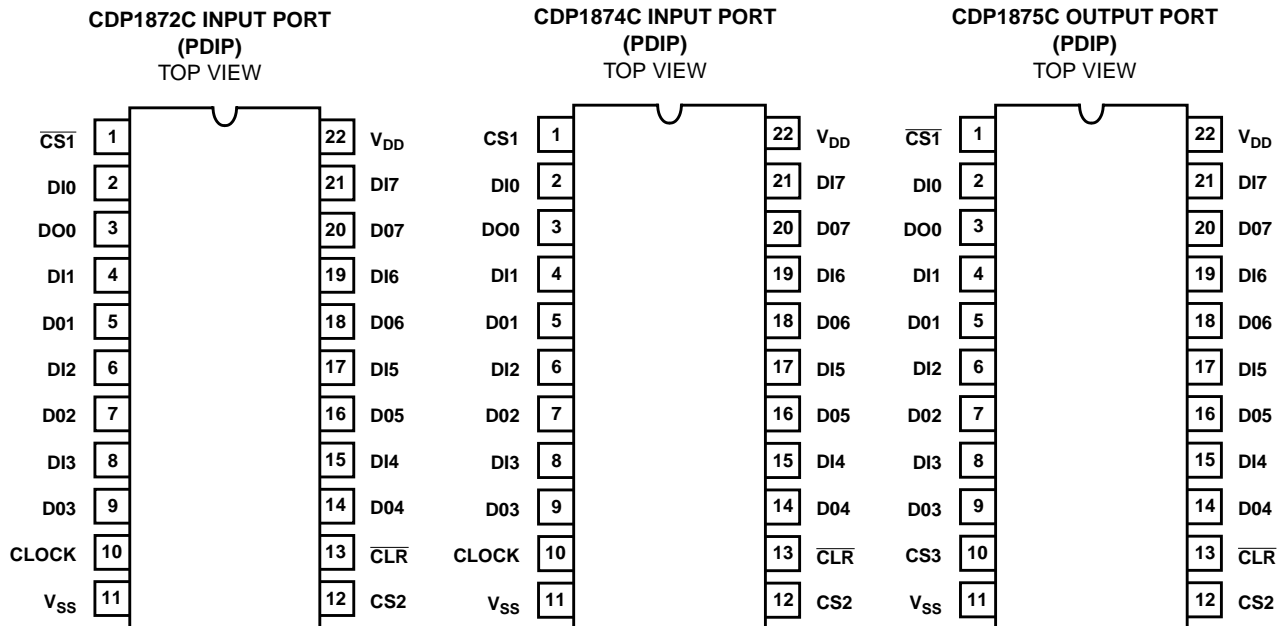 CDP1872C INPUT PORT
(PDIP)
TOP VIEW
C̅S̅1̅ 1 22 VDD
DI0 2 21 DI7
DO0 3 20 D07
DI1 4 19 DI6
D01 5 18 D06
DI2 6 17 DI5
D02 7 16 D05
DI3 8 15 DI4
D03 9 14 D04
CLOCK 10 13 C̅L̅R̅
VSS 11 12 CS2
CDP1874C INPUT PORT
(PDIP)
TOP VIEW
CS1 1 22 VDD
DI0 2 21 DI7
DO0 3 20 D07
DI1 4 19 DI6
D01 5 18 D06
DI2 6 17 DI5
D02 7 16 D05
DI3 8 15 DI4
D03 9 14 D04
CLOCK 10 13 C̅L̅R̅
VSS 11 12 CS2
CDP1875C OUTPUT PORT
(PDIP)
TOP VIEW
C̅S̅1̅ 1 22 VDD
DI0 2 21 DI7
DO0 3 20 D07
DI1 4 19 DI6
D01 5 18 D06
DI2 6 17 DI5
D02 7 16 D05
DI3 8 15 DI4
D03 9 14 D04
CS3 10 13 C̅L̅R̅
VSS 11 12 CS2